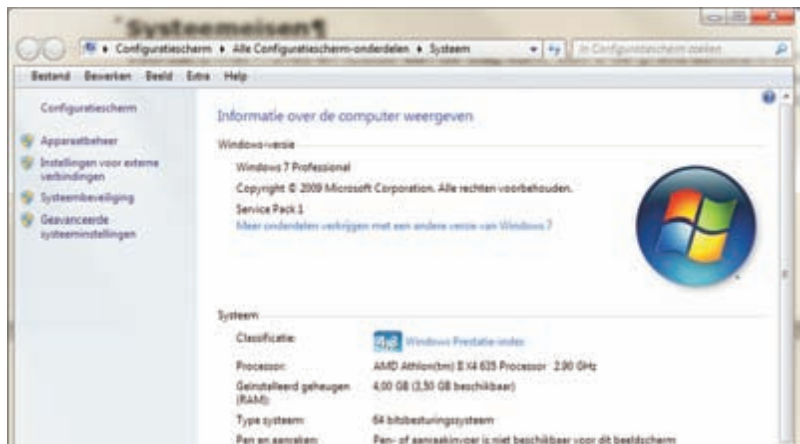 Systeemeisen¶
Configuratiescherm ▸ Alle Configuratiescherm-onderdelen ▸ Systeem
In Configuratiescherm zoeken
Bestand Bewerken Beeld Extra Help
Configuratiescherm
Apparaatbeheer
Instellingen voor externe
verbindingen
Systeembeveiliging
Geavanceerde
systeeminstellingen
Informatie over de computer weergeven
Windows-versie
Windows 7 Professional
Copyright © 2009 Microsoft Corporation. Alle rechten voorbehouden.
Service Pack 1
Meer onderdelen verkrijgen met een andere versie van Windows 7
Systeem
Classificatie:
Windows Prestatie-index
Processor: AMD Athlon(tm) II X4 635 Processor 2.90 GHz
Geïnstalleerd geheugen 4,00 GB (3,50 GB beschikbaar)
(RAM):
Type systeem: 64 bitsbesturingssysteem
Pen en aanraken: Pen- of aanraakinvoer is niet beschikbaar voor dit beeldscherm